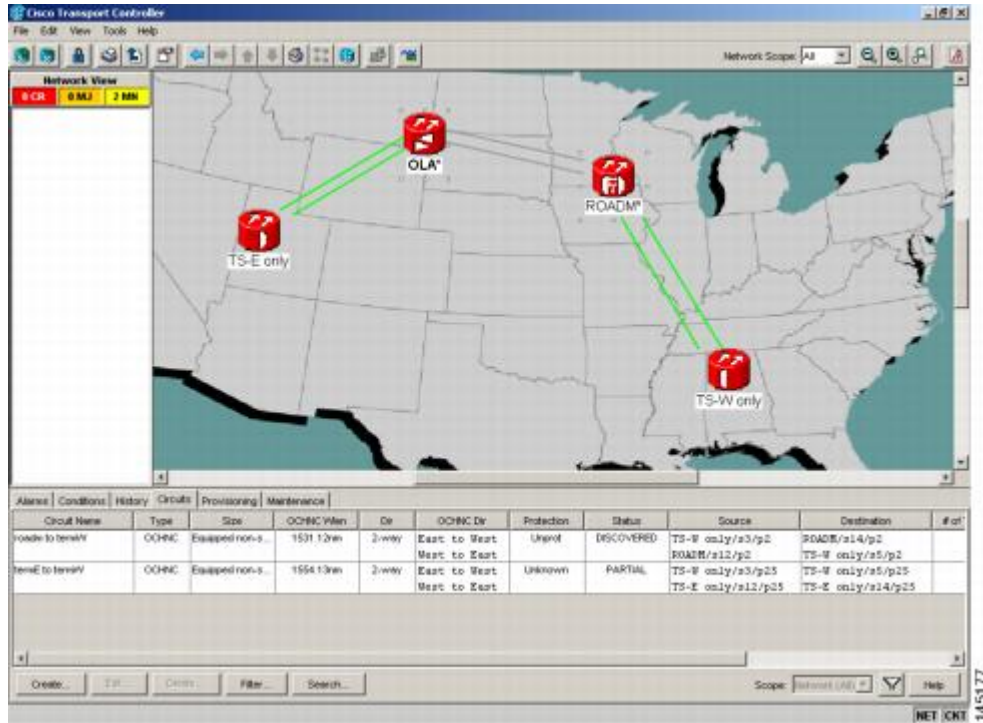 Cisco Transport Controller
File Edit View Tools Help
Network Scope: All
Network View
0 CR 0 MJ 2 MN
OLA*
ROADM*
TS-E only
TS-W only
Alarms Conditions History Circuits Provisioning Maintenance
Circuit Name Type Size OCHNC Wlen Dir OCHNC Dir Protection Status Source Destination # of
roadm to termW OCHNC Equipped non-s... 1531.12nm 2-way East to West Unprot DISCOVERED TS-W only/s3/p2 ROADM/s14/p2
West to East ROADM/s12/p2 TS-W only/s5/p2
termE to termW OCHNC Equipped non-s... 1554.13nm 2-way East to West Unknown PARTIAL TS-W only/s3/p25 TS-W only/s5/p25
West to East TS-E only/s12/p25 TS-E only/s14/p25
Create... Edit... Delete... Filter... Search... Scope: Network (All) Help
NET CKT
145177